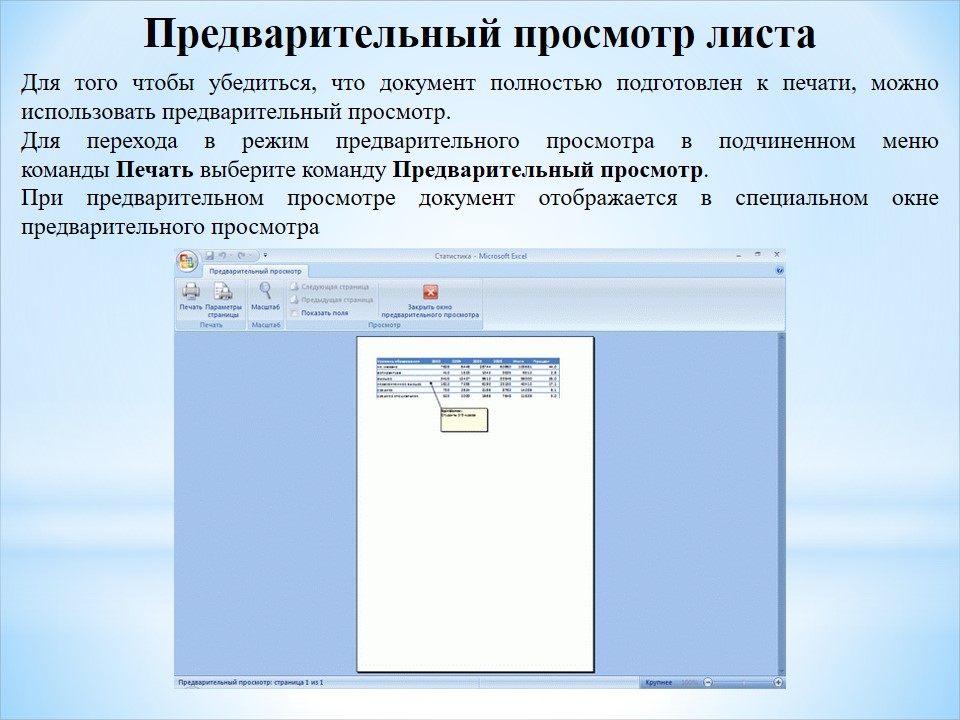 Предварительный просмотр листа
Для того чтобы убедиться, что документ полностью подготовлен к печати, можно
использовать предварительный просмотр.
Для перехода в режим предварительного просмотра в подчиненном меню
команды Печать выберите команду Предварительный просмотр.
При предварительном просмотре документ отображается в специальном окне
предварительного просмотра
Статистика - Microsoft Excel
Предварительный просмотр
Печать
Параметры
страницы
Масштаб
Следующая страница
Предыдущая страница
Показать поля
Закрыть окно
предварительного просмотра
Печать
Масштаб
Просмотр
Предварительный просмотр: страница 1 из 1
Крупнее